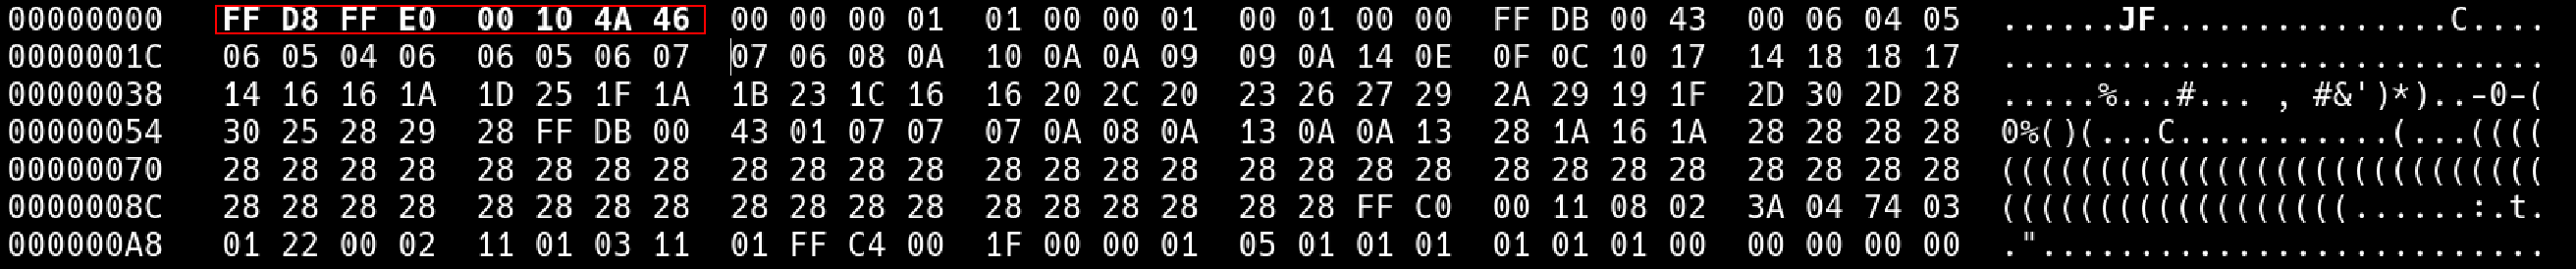 00000000 FF D8 FF E0 00 10 4A 46 00 00 00 01 01 00 00 01 00 01 00 00 FF DB 00 43 00 06 04 05 ......JF...............C....
0000001C 06 05 04 06 06 05 06 07 07 06 08 0A 10 0A 0A 09 09 0A 14 0E 0F 0C 10 17 14 18 18 17 ............................
00000038 14 16 16 1A 1D 25 1F 1A 1B 23 1C 16 16 20 2C 20 23 26 27 29 2A 29 19 1F 2D 30 2D 28 .....%...#... , #&')*)..-0-(
00000054 30 25 28 29 28 FF DB 00 43 01 07 07 07 0A 08 0A 13 0A 0A 13 28 1A 16 1A 28 28 28 28 0%()(...C...........(...((((
00000070 28 28 28 28 28 28 28 28 28 28 28 28 28 28 28 28 28 28 28 28 28 28 28 28 28 28 28 28 ((((((((((((((((((((((((((((
0000008C 28 28 28 28 28 28 28 28 28 28 28 28 28 28 28 28 28 28 FF C0 00 11 08 02 3A 04 74 03 ((((((((((((((((((......:.t.
000000A8 01 22 00 02 11 01 03 11 01 FF C4 00 1F 00 00 01 05 01 01 01 01 01 01 00 00 00 00 00 ."..........................